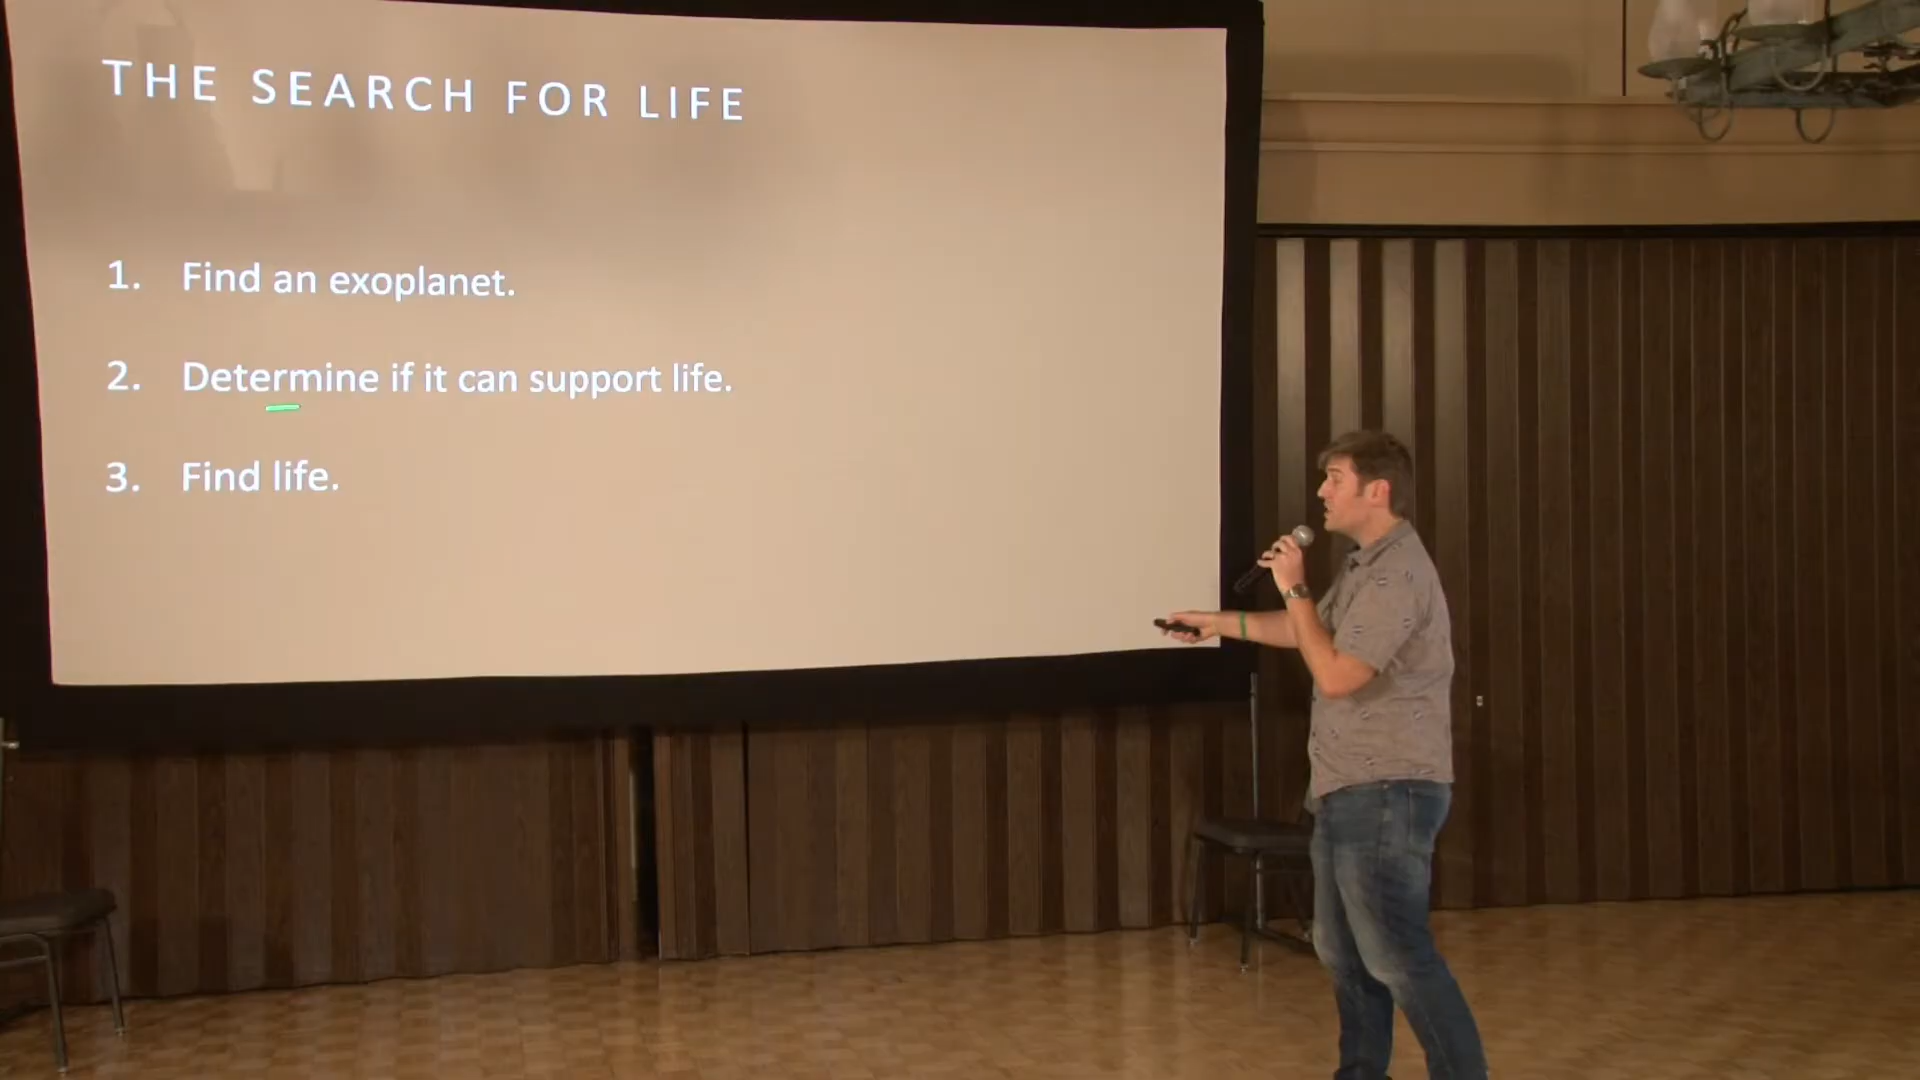 THE SEARCH FOR LIFE
1. Find an exoplanet.
2. Determine if it can support life.
3. Find life.